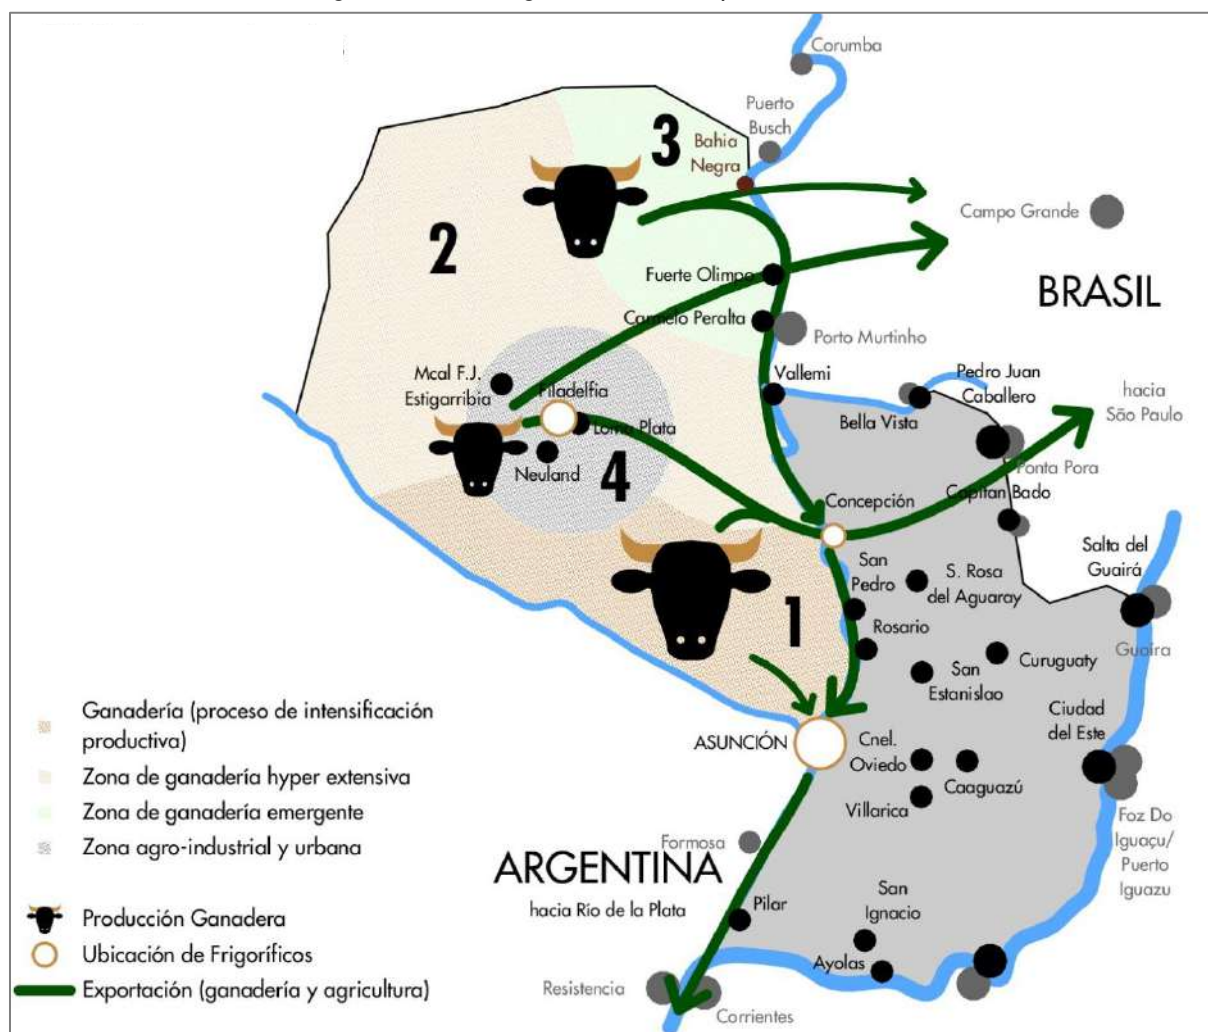 Corumba
Puerto
Busch
3
Bahia
Negra
Campo Grande
2
Fuerte Olimpo
BRASIL
Carmelo Peralta
Porto Murtinho
Mcal F.J.
Estigarribia
Filadelfia
Vallemi
Pedro Juan
Caballero
hacia
São Paulo
Loma Plata
Bella Vista
Neuland
4
Ponta Pora
Capitan Bado
Concepción
Salta del
Guairá
San
Pedro
S. Rosa
del Aguaray
1
Rosario
Guaira
San
Estanislao
Curuguaty
Ganadería (proceso de intensificación
productiva)
Zona de ganadería hyper extensiva
Zona de ganadería emergente
Zona agro-industrial y urbana
ASUNCIÓN
Cnel.
Oviedo
Ciudad
del Este
Caaguazú
Villarica
Foz Do
Iguaçu/
Puerto
Iguazu
Formosa
ARGENTINA
hacia Río de la Plata
Pilar
San
Ignacio
Ayolas
Producción Ganadera
Ubicación de Frigoríficos
Exportación (ganadería y agricultura)
Resistencia
Corrientes